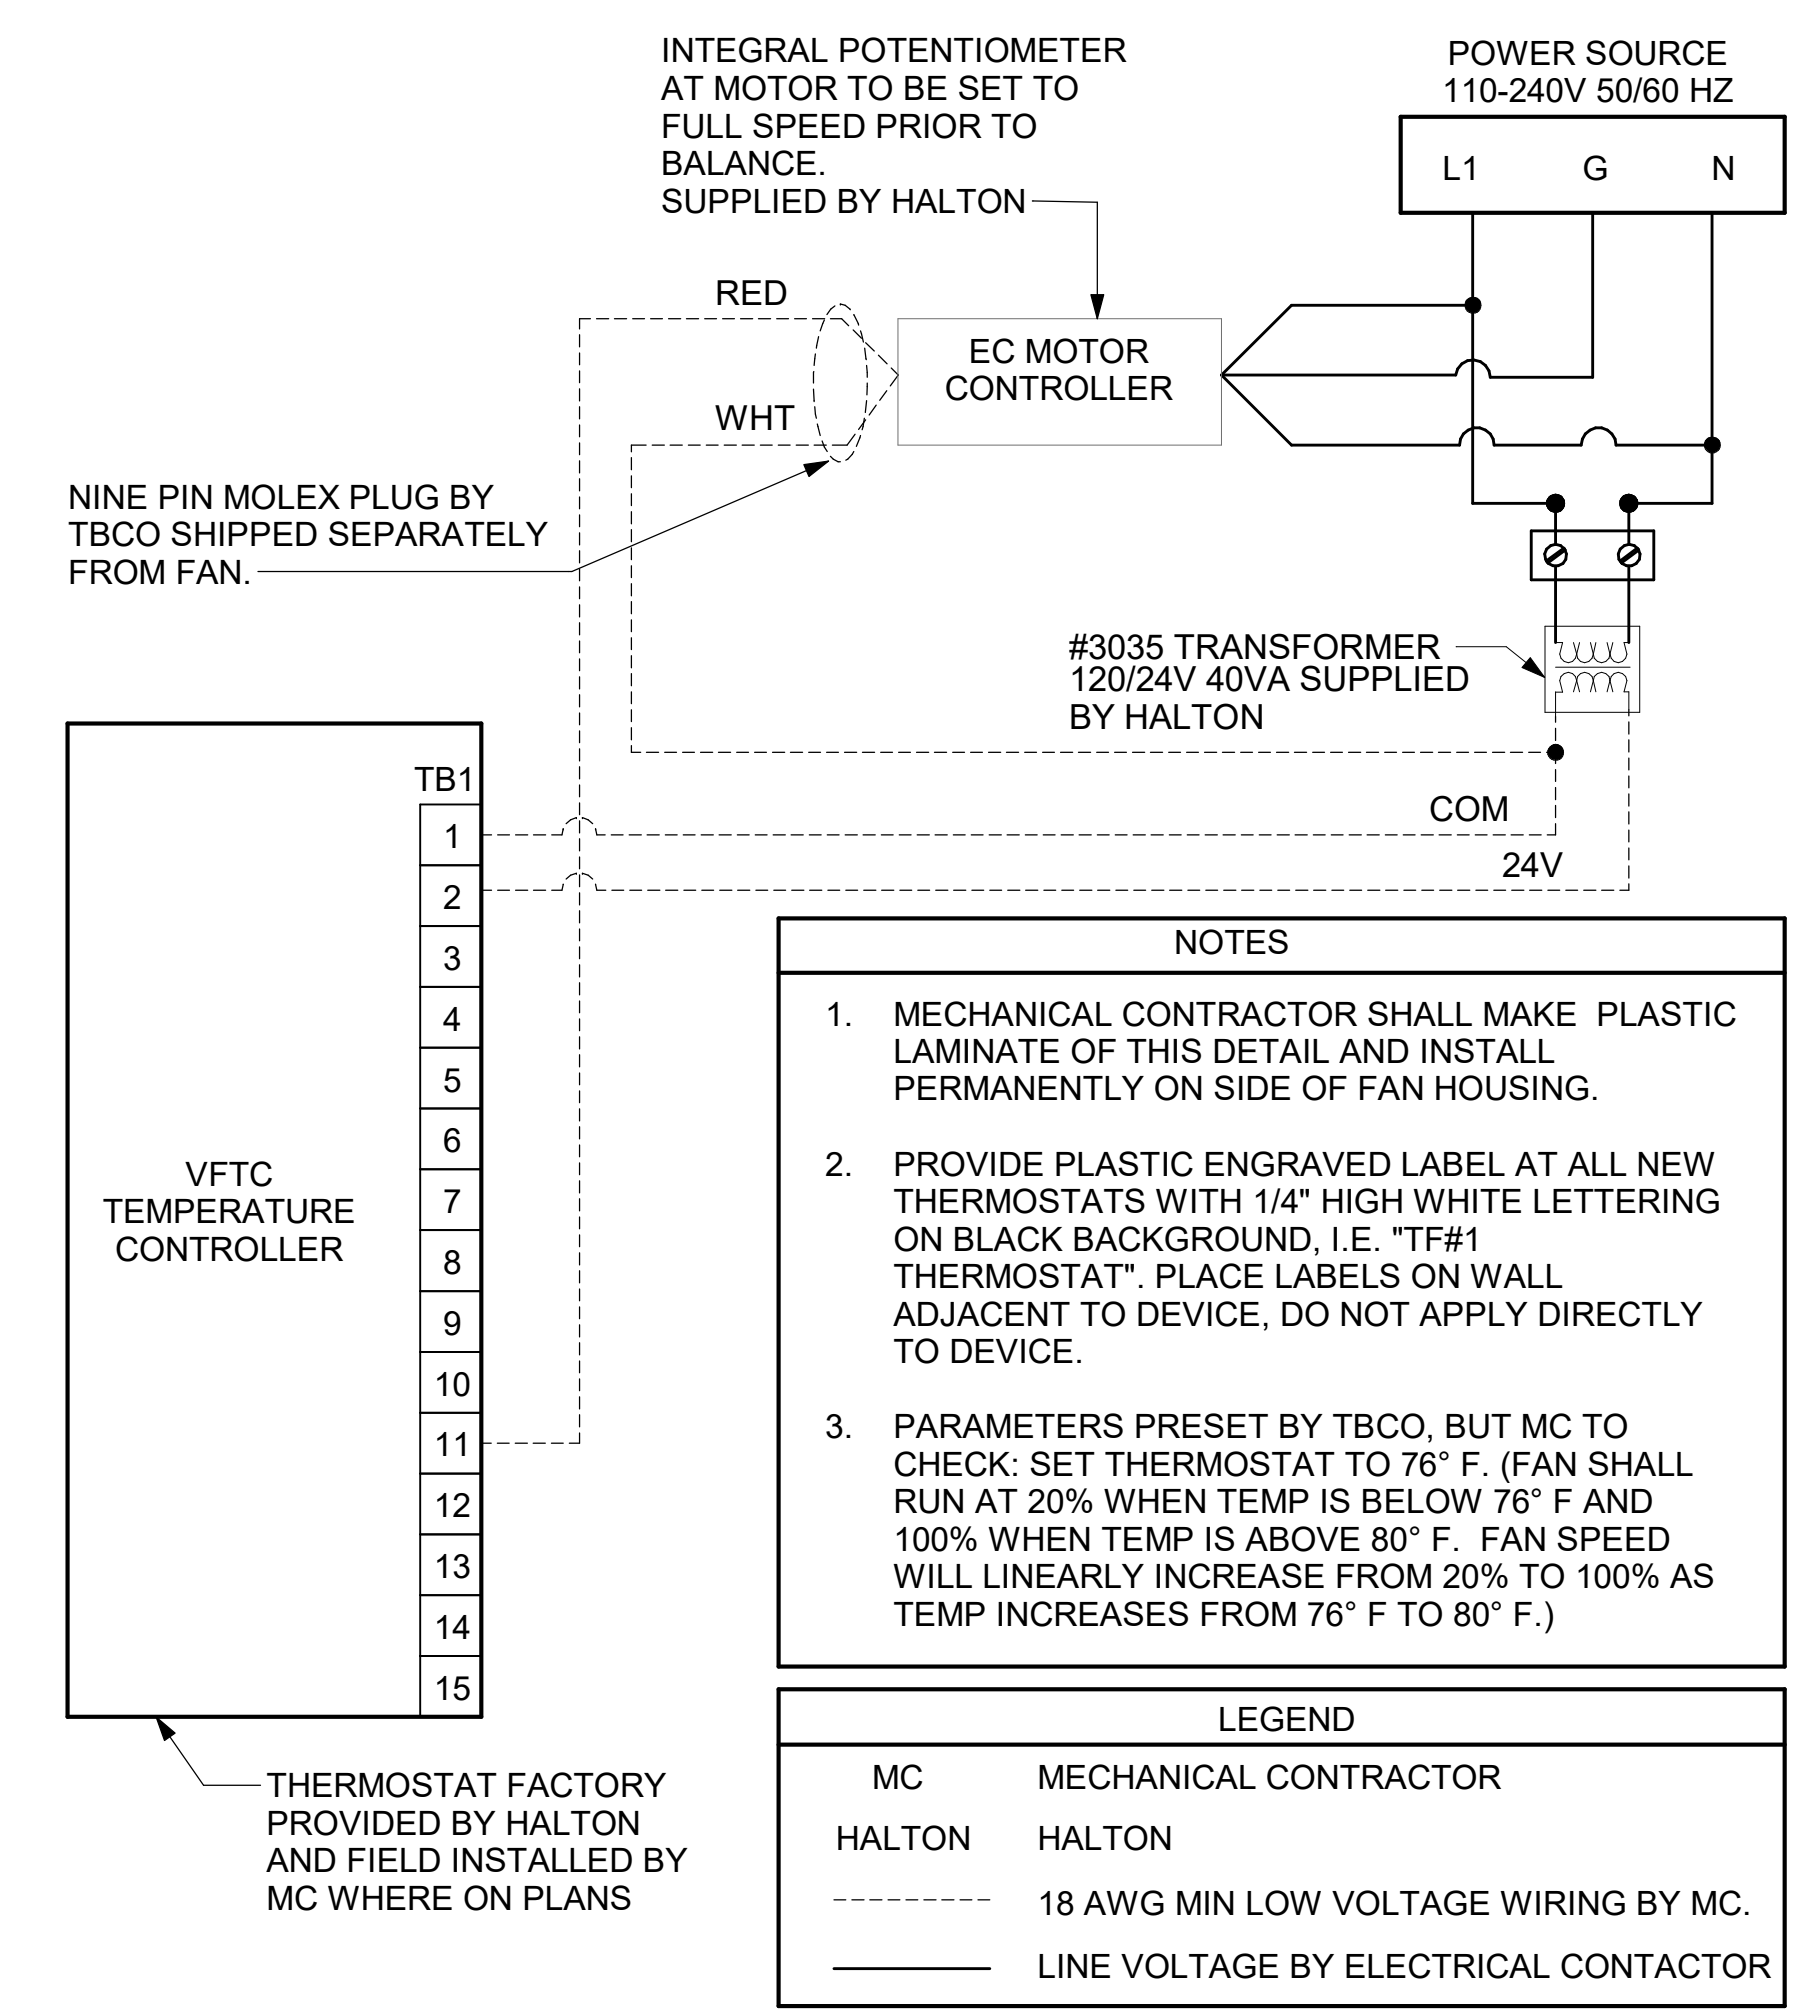 INTEGRAL POTENTIOMETER
AT MOTOR TO BE SET TO
FULL SPEED PRIOR TO
BALANCE.
SUPPLIED BY HALTON
POWER SOURCE
110-240V 50/60 HZ
L1 G N
RED
EC MOTOR
CONTROLLER
WHT
NINE PIN MOLEX PLUG BY
TBCO SHIPPED SEPARATELY
FROM FAN.
#3035 TRANSFORMER
120/24V 40VA SUPPLIED
BY HALTON
COM
24V
TB1
1
2
3
4
5
6
7
8
9
10
11
12
13
14
15
VFTC
TEMPERATURE
CONTROLLER
THERMOSTAT FACTORY
PROVIDED BY HALTON
AND FIELD INSTALLED BY
MC WHERE ON PLANS
NOTES
1. MECHANICAL CONTRACTOR SHALL MAKE PLASTIC
LAMINATE OF THIS DETAIL AND INSTALL
PERMANENTLY ON SIDE OF FAN HOUSING.
2. PROVIDE PLASTIC ENGRAVED LABEL AT ALL NEW
THERMOSTATS WITH 1/4" HIGH WHITE LETTERING
ON BLACK BACKGROUND, I.E. "TF#1
THERMOSTAT". PLACE LABELS ON WALL
ADJACENT TO DEVICE, DO NOT APPLY DIRECTLY
TO DEVICE.
3. PARAMETERS PRESET BY TBCO, BUT MC TO
CHECK: SET THERMOSTAT TO 76° F. (FAN SHALL
RUN AT 20% WHEN TEMP IS BELOW 76° F AND
100% WHEN TEMP IS ABOVE 80° F. FAN SPEED
WILL LINEARLY INCREASE FROM 20% TO 100% AS
TEMP INCREASES FROM 76° F TO 80° F.)
LEGEND
MC MECHANICAL CONTRACTOR
HALTON HALTON
18 AWG MIN LOW VOLTAGE WIRING BY MC.
LINE VOLTAGE BY ELECTRICAL CONTACTOR